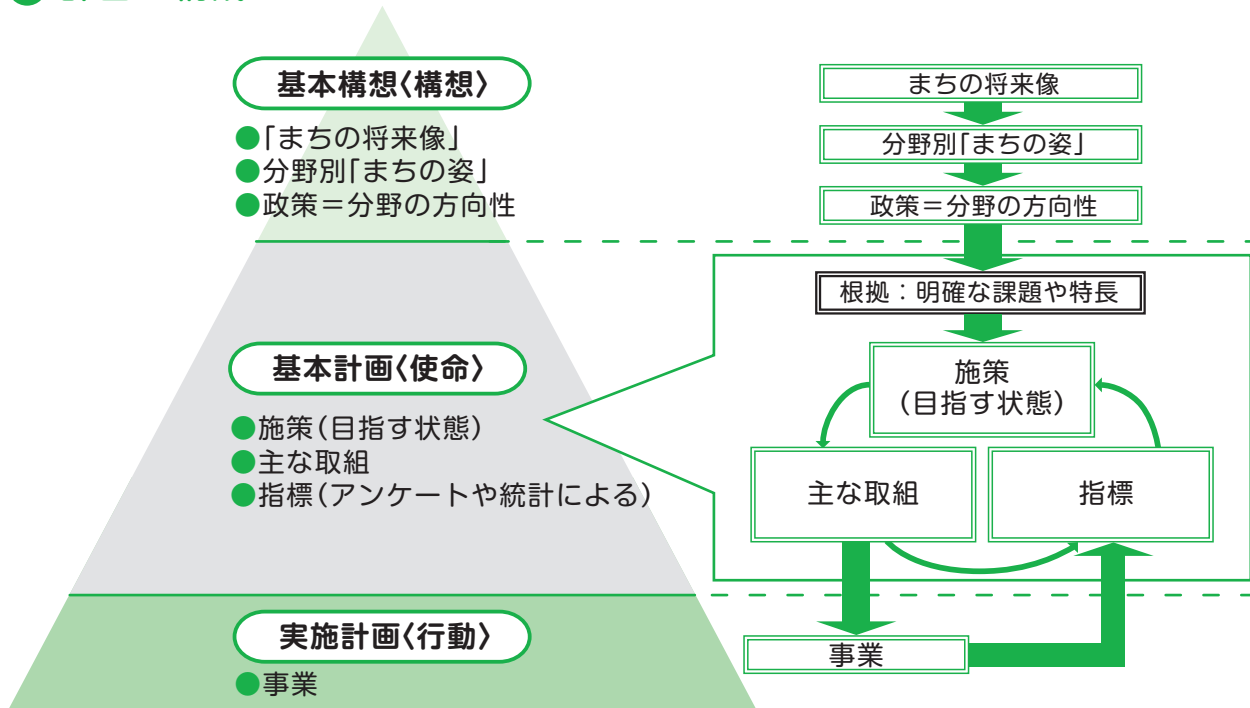 基本構想〈構想〉
●「まちの将来像」
●分野別「まちの姿」
●政策＝分野の方向性
基本計画〈使命〉
●施策(目指す状態)
●主な取組
●指標(アンケートや統計による)
実施計画〈行動〉
●事業
まちの将来像
分野別「まちの姿」
政策＝分野の方向性
根拠：明確な課題や特長
施策
(目指す状態)
主な取組
指標
事業